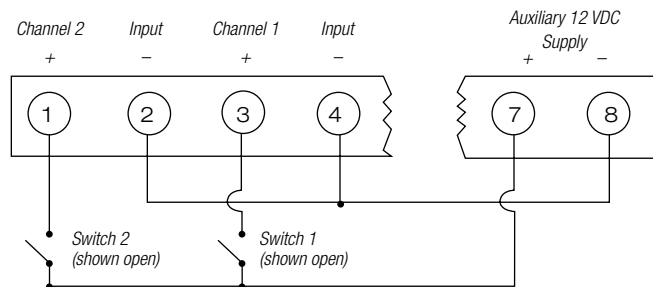 Channel 2 Input Channel 1 Input Auxiliary 12 VDC
Supply
+ – + – + –
1 2 3 4 7 8
Switch 2
(shown open)
Switch 1
(shown open)